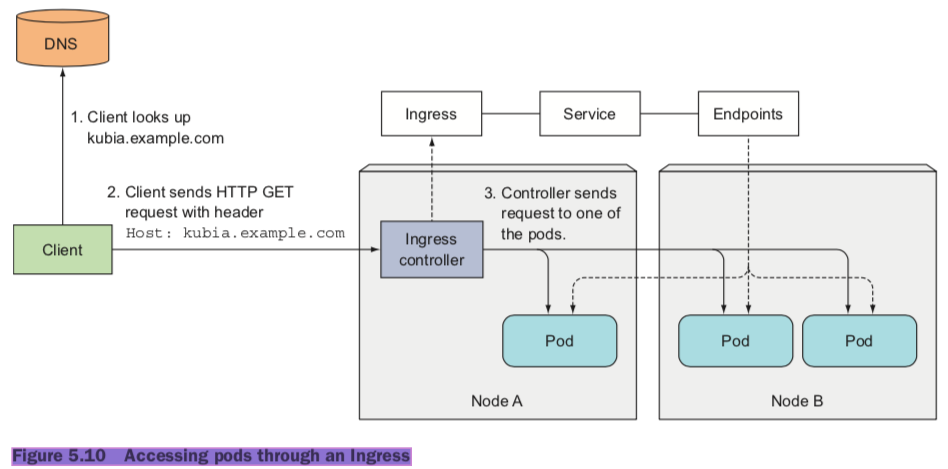 DNS
1. Client looks up
kubia.example.com
Ingress
Service
Endpoints
2. Client sends HTTP GET
request with header
Host: kubia.example.com
3. Controller sends
request to one of
the pods.
Client
Ingress
controller
Pod
Pod
Pod
Node A
Node B
Figure 5.10 Accessing pods through an Ingress